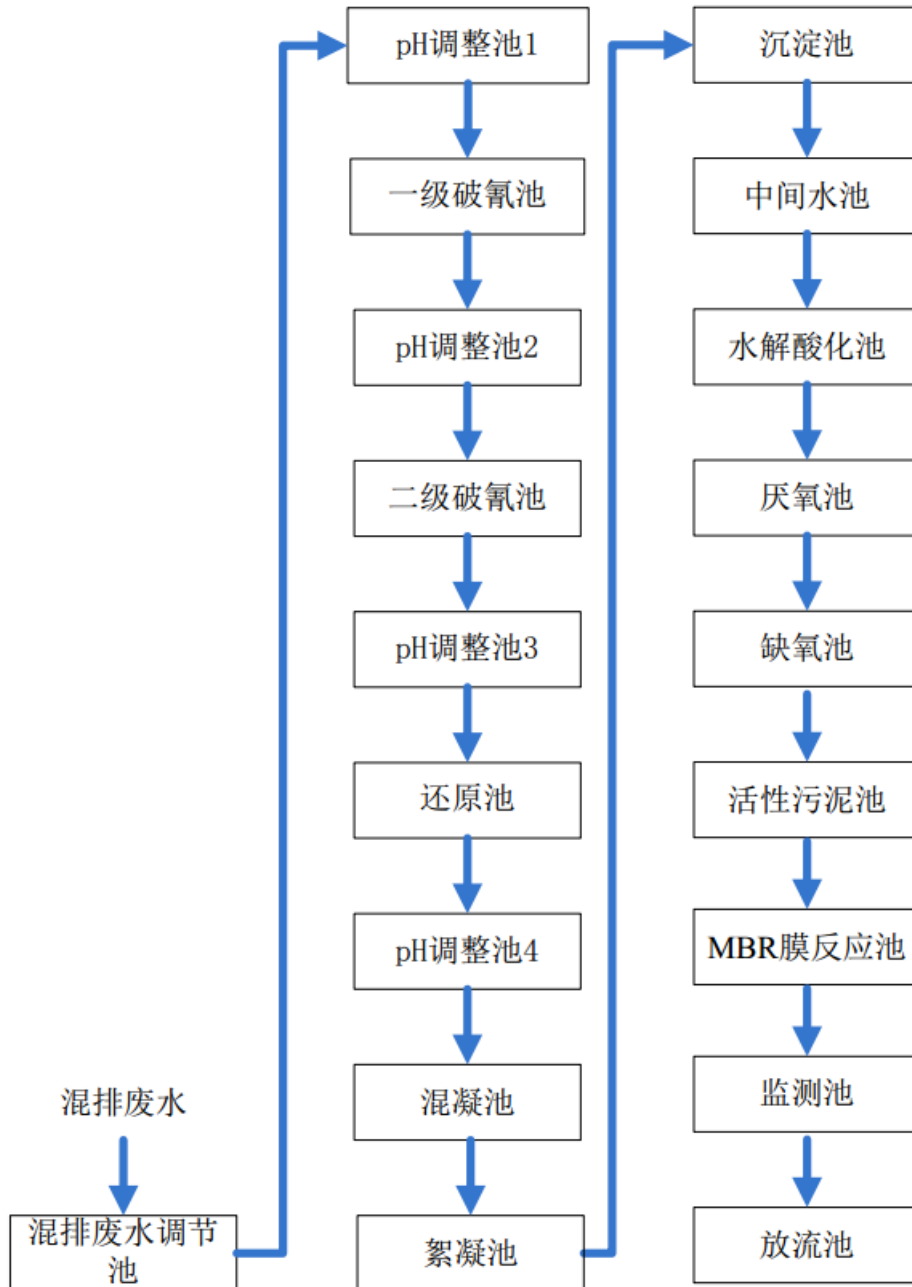 混排废水
混排废水调节
池
pH调整池1
一级破氰池
pH调整池2
二级破氰池
pH调整池3
还原池
pH调整池4
混凝池
絮凝池
沉淀池
中间水池
水解酸化池
厌氧池
缺氧池
活性污泥池
MBR膜反应池
监测池
放流池